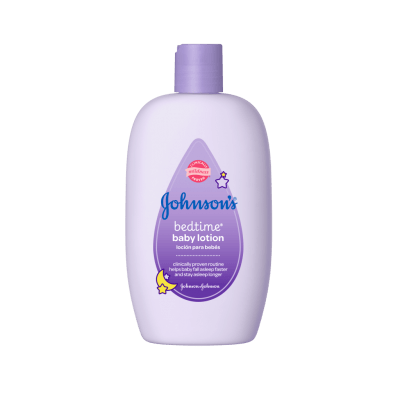 mildness
Johnson's
bedtime®
baby lotion
loción para bebés
clinically proven routine
helps baby fall asleep faster
and stay asleep longer
Johnson & Johnson